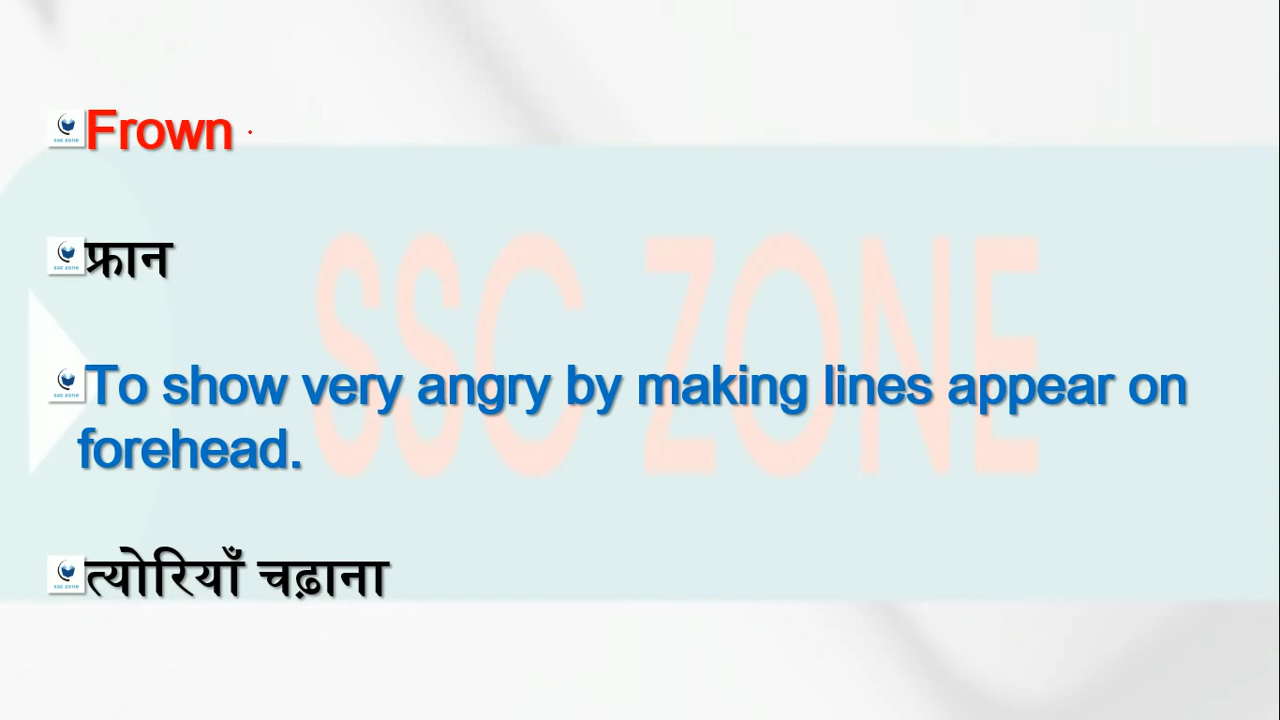 Frown
फ्रान
SSC ZONE
To show very angry by making lines appear on
forehead.
त्योरियाँ चढ़ाना